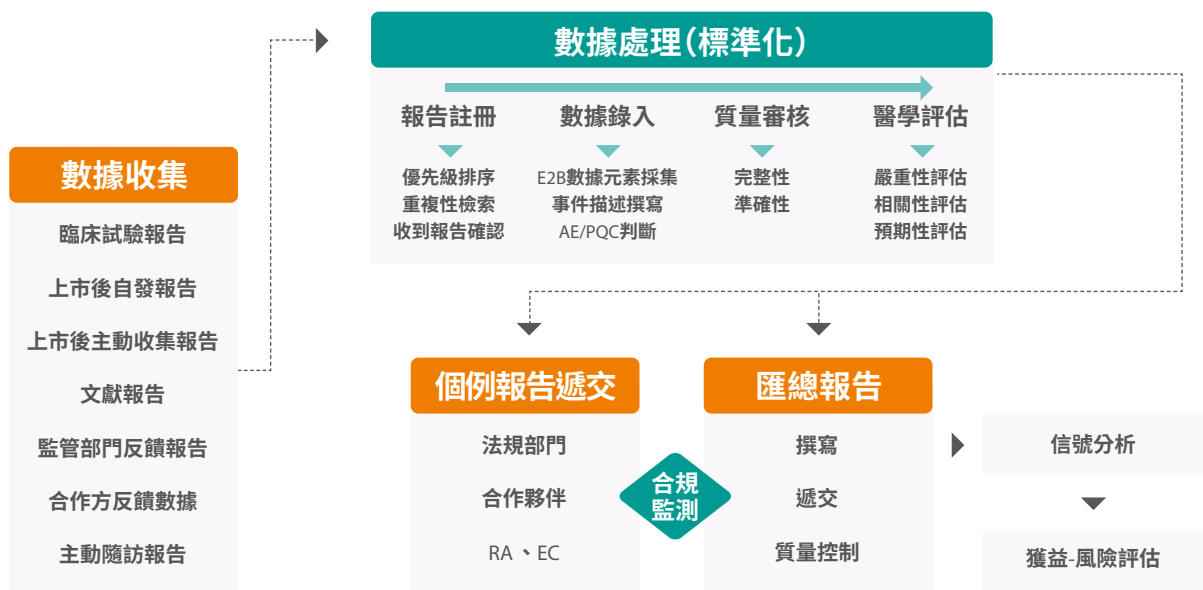 數據收集
臨床試驗報告
上市後自發報告
上市後主動收集報告
文獻報告
監管部門反饋報告
合作方反饋數據
主動隨訪報告
數據處理(標準化)
報告註冊
優先級排序
重複性檢索
收到報告確認
數據錄入
E2B數據元素採集
事件描述撰寫
AE/PQC判斷
質量審核
完整性
準確性
醫學評估
嚴重性評估
相關性評估
預期性評估
個例報告遞交
法規部門
合作夥伴
RA、EC
合規
監測
匯總報告
撰寫
遞交
質量控制
信號分析
獲益-風險評估